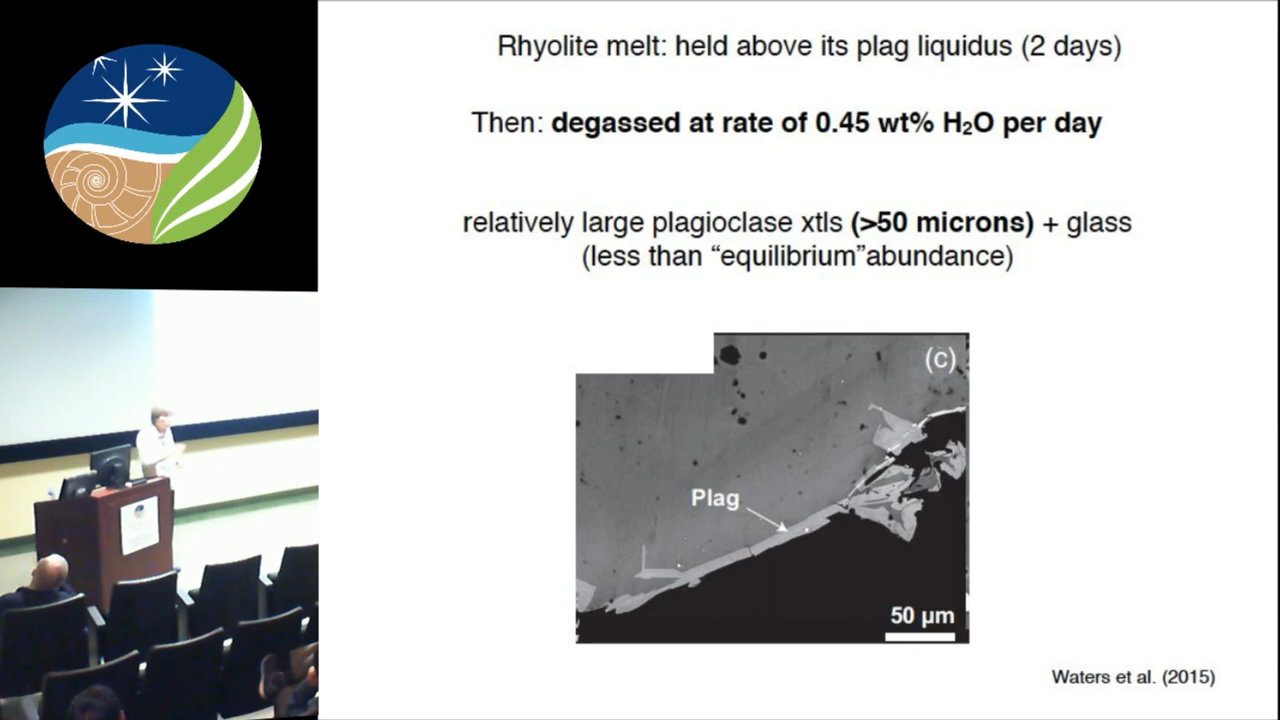 Rhyolite melt: held above its plag liquidus (2 days)
Then: degassed at rate of 0.45 wt% H₂O per day
relatively large plagioclase xtls (>50 microns) + glass
(less than “equilibrium”abundance)
(c)
Plag
50 µm
Waters et al. (2015)